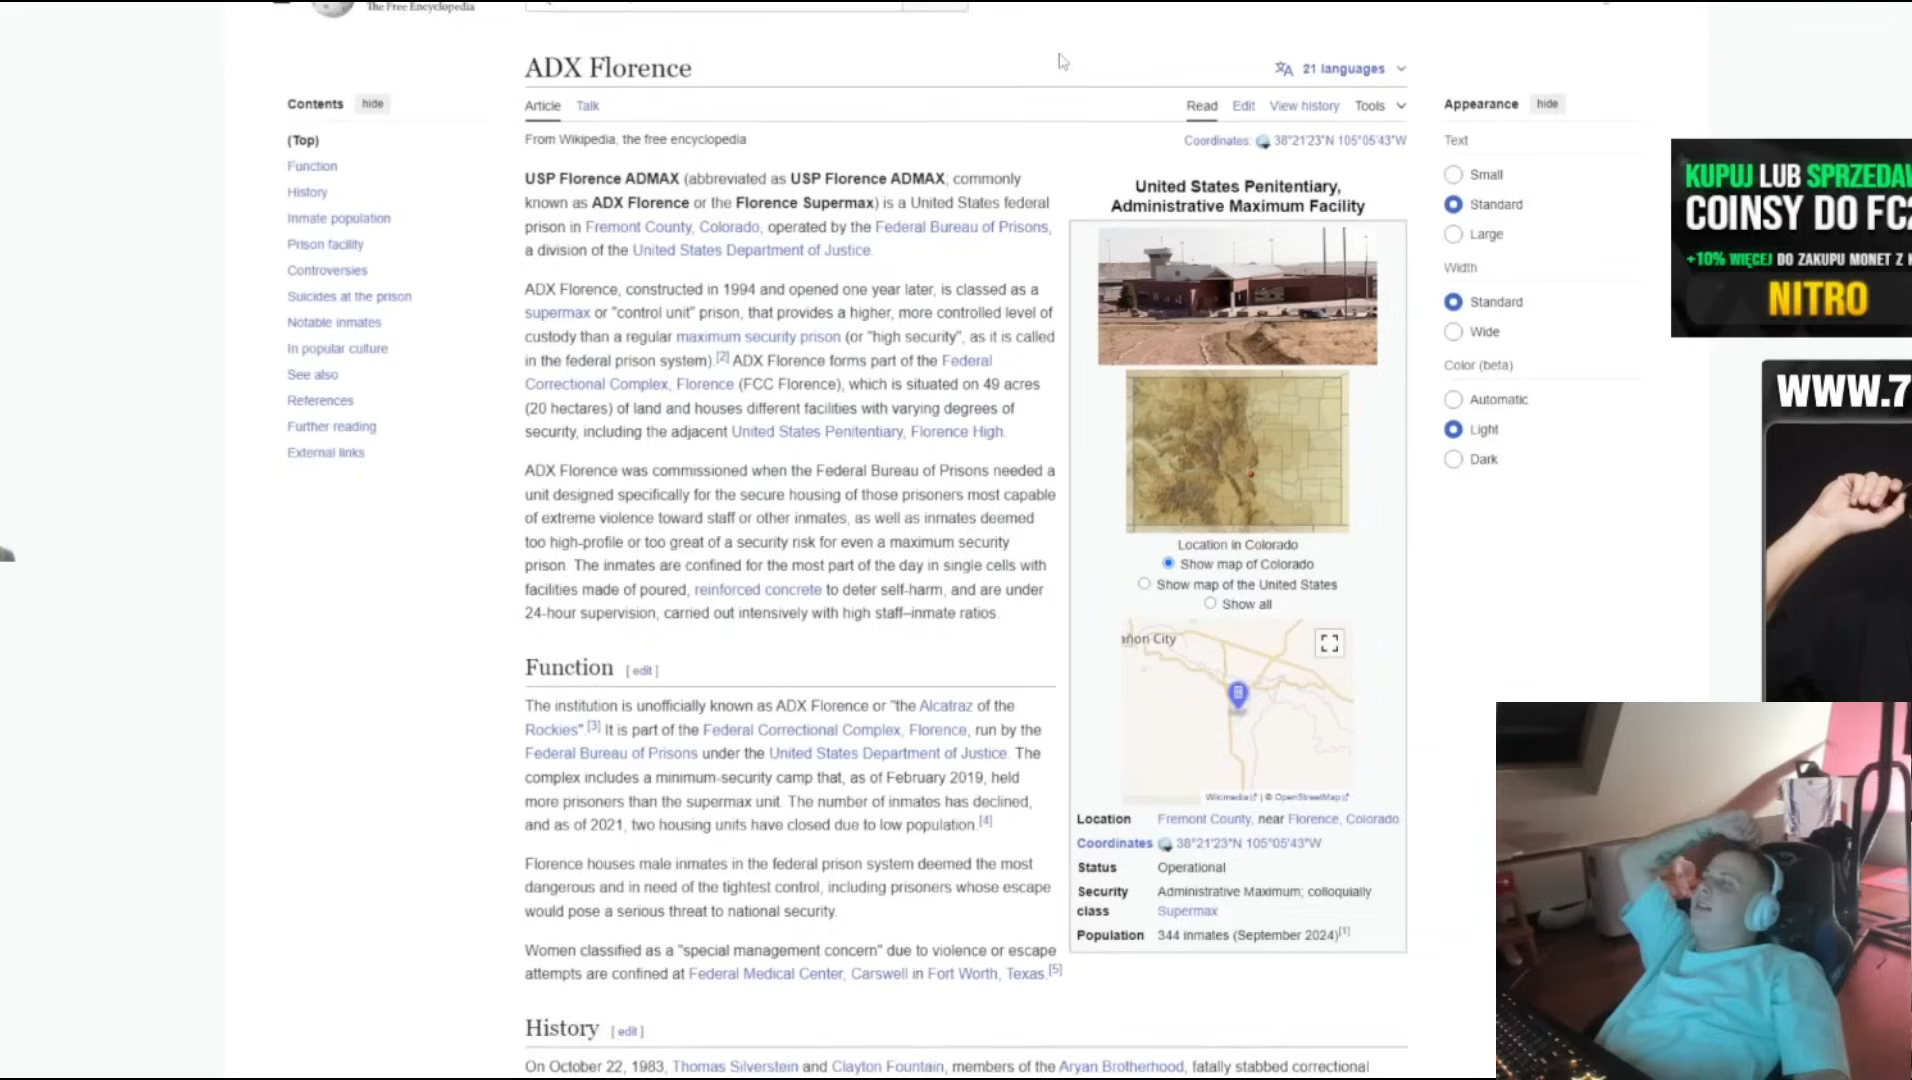 The Free Encyclopedia
ADX Florence
21 languages
Contents hide
Article Talk
Read Edit View history Tools
Appearance hide
(Top)
Function
History
Inmate population
Prison facility
Controversies
Suicides at the prison
Notable inmates
In popular culture
See also
References
Further reading
External links
From Wikipedia, the free encyclopedia
Coordinates: 38°21′23″N 105°05′43″W
USP Florence ADMAX (abbreviated as USP Florence ADMAX; commonly
known as ADX Florence or the Florence Supermax) is a United States federal
prison in Fremont County, Colorado, operated by the Federal Bureau of Prisons,
a division of the United States Department of Justice.
ADX Florence, constructed in 1994 and opened one year later, is classed as a
supermax or "control unit" prison, that provides a higher, more controlled level of
custody than a regular maximum security prison (or "high security", as it is called
in the federal prison system).[2] ADX Florence forms part of the Federal
Correctional Complex, Florence (FCC Florence), which is situated on 49 acres
(20 hectares) of land and houses different facilities with varying degrees of
security, including the adjacent United States Penitentiary, Florence High.
ADX Florence was commissioned when the Federal Bureau of Prisons needed a
unit designed specifically for the secure housing of those prisoners most capable
of extreme violence toward staff or other inmates, as well as inmates deemed
too high-profile or too great of a security risk for even a maximum security
prison. The inmates are confined for the most part of the day in single cells with
facilities made of poured, reinforced concrete to deter self-harm, and are under
24-hour supervision, carried out intensively with high staff–inmate ratios.
Function [ edit ]
The institution is unofficially known as ADX Florence or "the Alcatraz of the
Rockies".[3] It is part of the Federal Correctional Complex, Florence, run by the
Federal Bureau of Prisons under the United States Department of Justice. The
complex includes a minimum-security camp that, as of February 2019, held
more prisoners than the supermax unit. The number of inmates has declined,
and as of 2021, two housing units have closed due to low population.[4]
Florence houses male inmates in the federal prison system deemed the most
dangerous and in need of the tightest control, including prisoners whose escape
would pose a serious threat to national security.
Women classified as a "special management concern" due to violence or escape
attempts are confined at Federal Medical Center, Carswell in Fort Worth, Texas.[5]
History [ edit ]
On October 22, 1983, Thomas Silverstein and Clayton Fountain, members of the Aryan Brotherhood, fatally stabbed correctional
United States Penitentiary,
Administrative Maximum Facility
Location in Colorado
Show map of Colorado
Show map of the United States
Show all
añon City
Wikimedia | © OpenStreetMap
Location Fremont County, near Florence, Colorado
Coordinates 38°21′23″N 105°05′43″W
Status Operational
Security Administrative Maximum; colloquially
class Supermax
Population 344 inmates (September 2024)[1]
Text
Small
Standard
Large
Width
Standard
Wide
Color (beta)
Automatic
Light
Dark
KUPUJ LUB SPRZEDAW
COINSY DO FC2
+10% WIĘCEJ DO ZAKUPU MONET Z K
NITRO
WWW.7